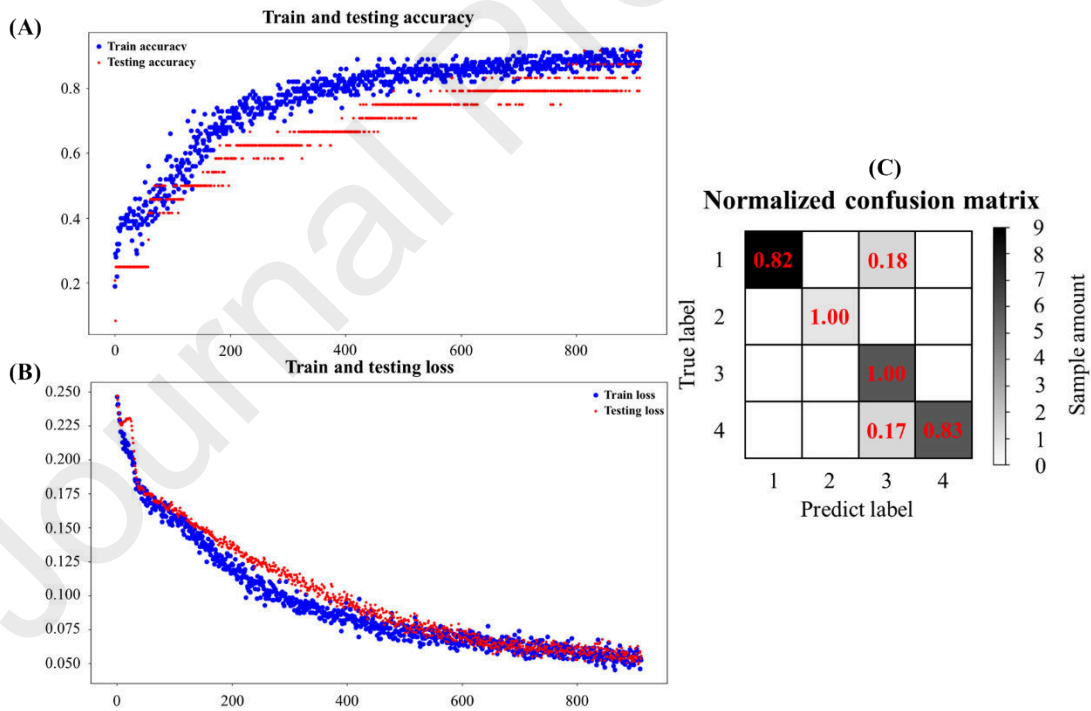 Train and testing accuracy
(A)
Train accuracy
Testing accuracy
0.8
0.6
0.4
0.2
0 200 400 600 800
Train and testing loss
(B)
Train loss
Testing loss
0.250
0.225
0.200
0.175
0.150
0.125
0.100
0.075
0.050
0 200 400 600 800
(C)
Normalized confusion matrix
True label
1 0.82 0.18
2 1.00
3 1.00
4 0.17 0.83
1 2 3 4
Predict label
9
8
7
6
5
4
3
2
1
0
Sample amount
Journal Pr